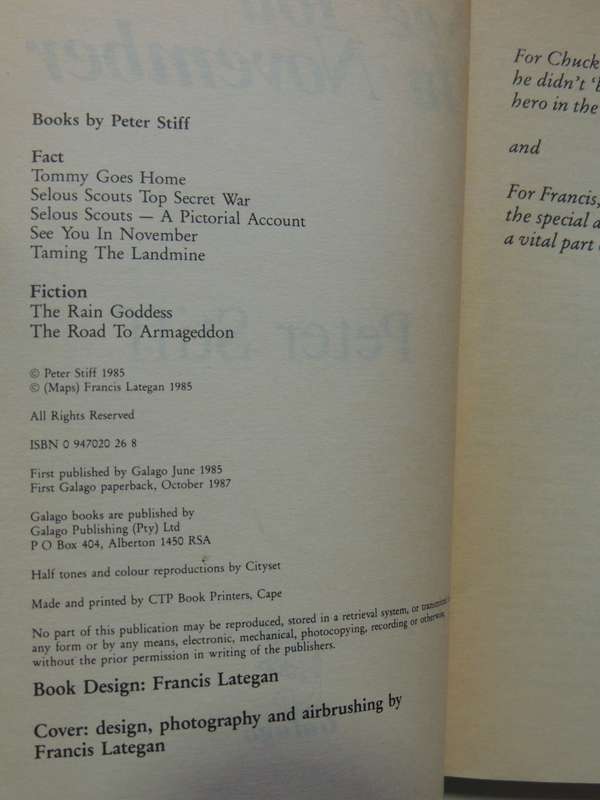 Books by Peter Stiff
Fact
Tommy Goes Home
Selous Scouts Top Secret War
Selous Scouts — A Pictorial Account
See You In November
Taming The Landmine
Fiction
The Rain Goddess
The Road To Armageddon
© Peter Stiff 1985
© (Maps) Francis Lategan 1985
All Rights Reserved
ISBN 0 947020 26 8
First published by Galago June 1985
First Galago paperback, October 1987
Galago books are published by
Galago Publishing (Pty) Ltd
P O Box 404, Alberton 1450 RSA
Half tones and colour reproductions by Cityset
Made and printed by CTP Book Printers, Cape
No part of this publication may be reproduced, stored in a retrieval system, or transmitted
any form or by any means, electronic, mechanical, photocopying, recording or otherwise,
without the prior permission in writing of the publishers.
Book Design: Francis Lategan
Cover: design, photography and airbrushing by
Francis Lategan
For Chuck
he didn't
hero in the
and
For Francis,
the special
a vital part